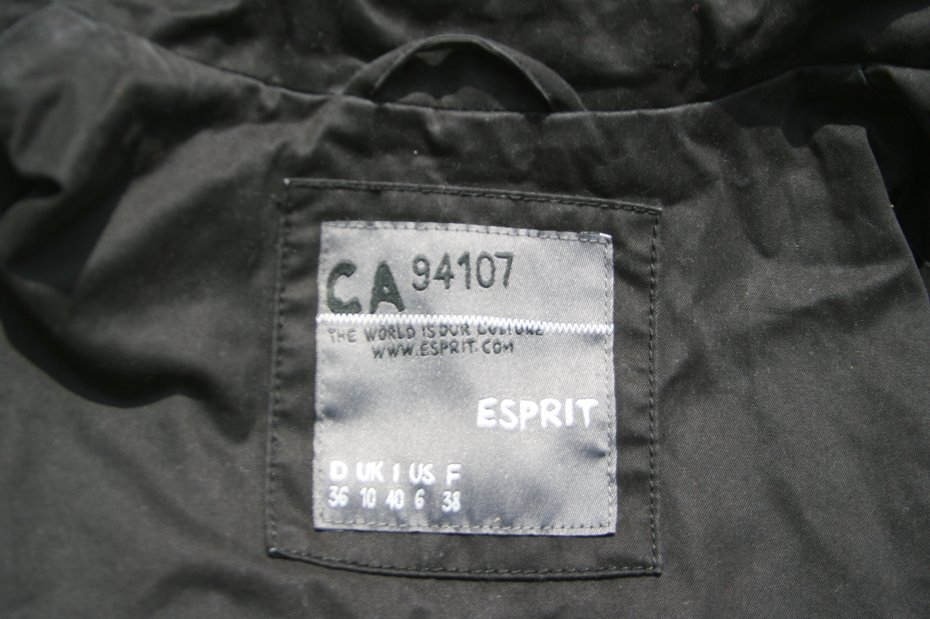 CA 94107
THE WORLD IS OUR CULTURE
WWW.ESPRIT.COM
ESPRIT
D UK I US F
36 10 40 6 38